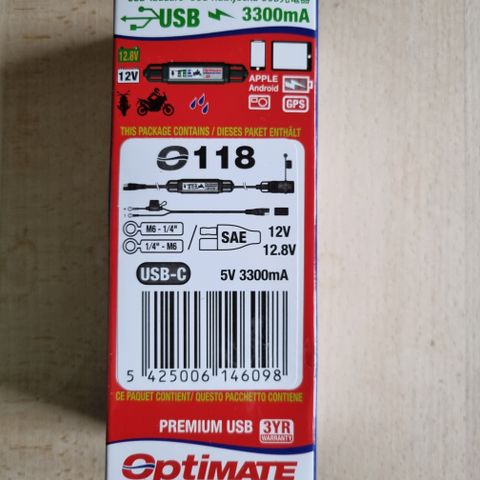 USB 3300mA
12.8V
12V
APPLE
Android
GPS
THIS PACKAGE CONTAINS / DIESES PAKET ENTHÄLT
O118
M6 - 1/4"
1/4" - M6
SAE
12V
12.8V
USB-C
5V 3300mA
5 425006 146098
CE PAQUET CONTIENT/ QUESTO PACCHETTO CONTIENE
PREMIUM USB 3YR
WARRANTY
OptiMATE